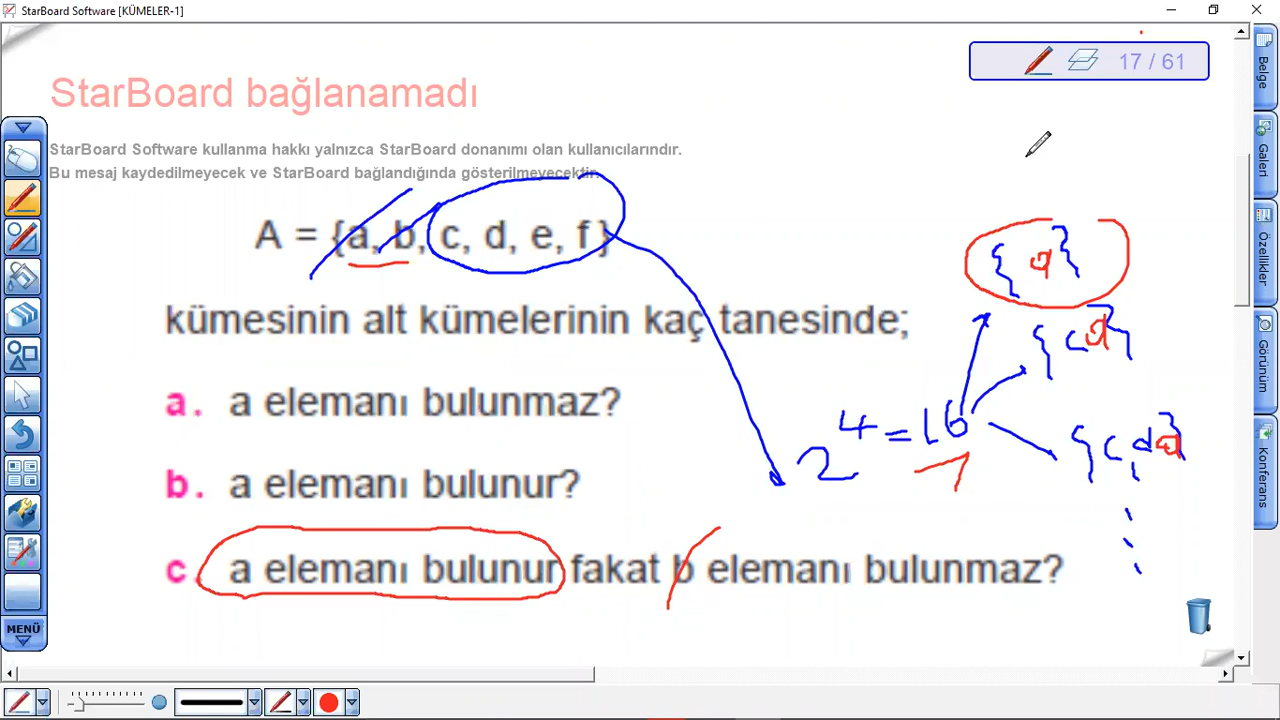 StarBoard Software [KÜMELER-1]
17 / 61
StarBoard bağlanamadı
StarBoard Software kullanma hakkı yalnızca StarBoard donanımı olan kullanıcılarındır.
Bu mesaj kaydedilmeyecek ve StarBoard bağlandığında gösterilmeyecektir.
A = {a, b, c, d, e, f }
{a}
kümesinin alt kümelerinin kaç tanesinde;
{c a}
a. a elemanı bulunmaz?
2^4 = 16
{c, d a}
b. a elemanı bulunur?
c. a elemanı bulunur fakat b elemanı bulunmaz?
MENÜ
Belge
Galeri
Özellikler
Görünüm
Konferans